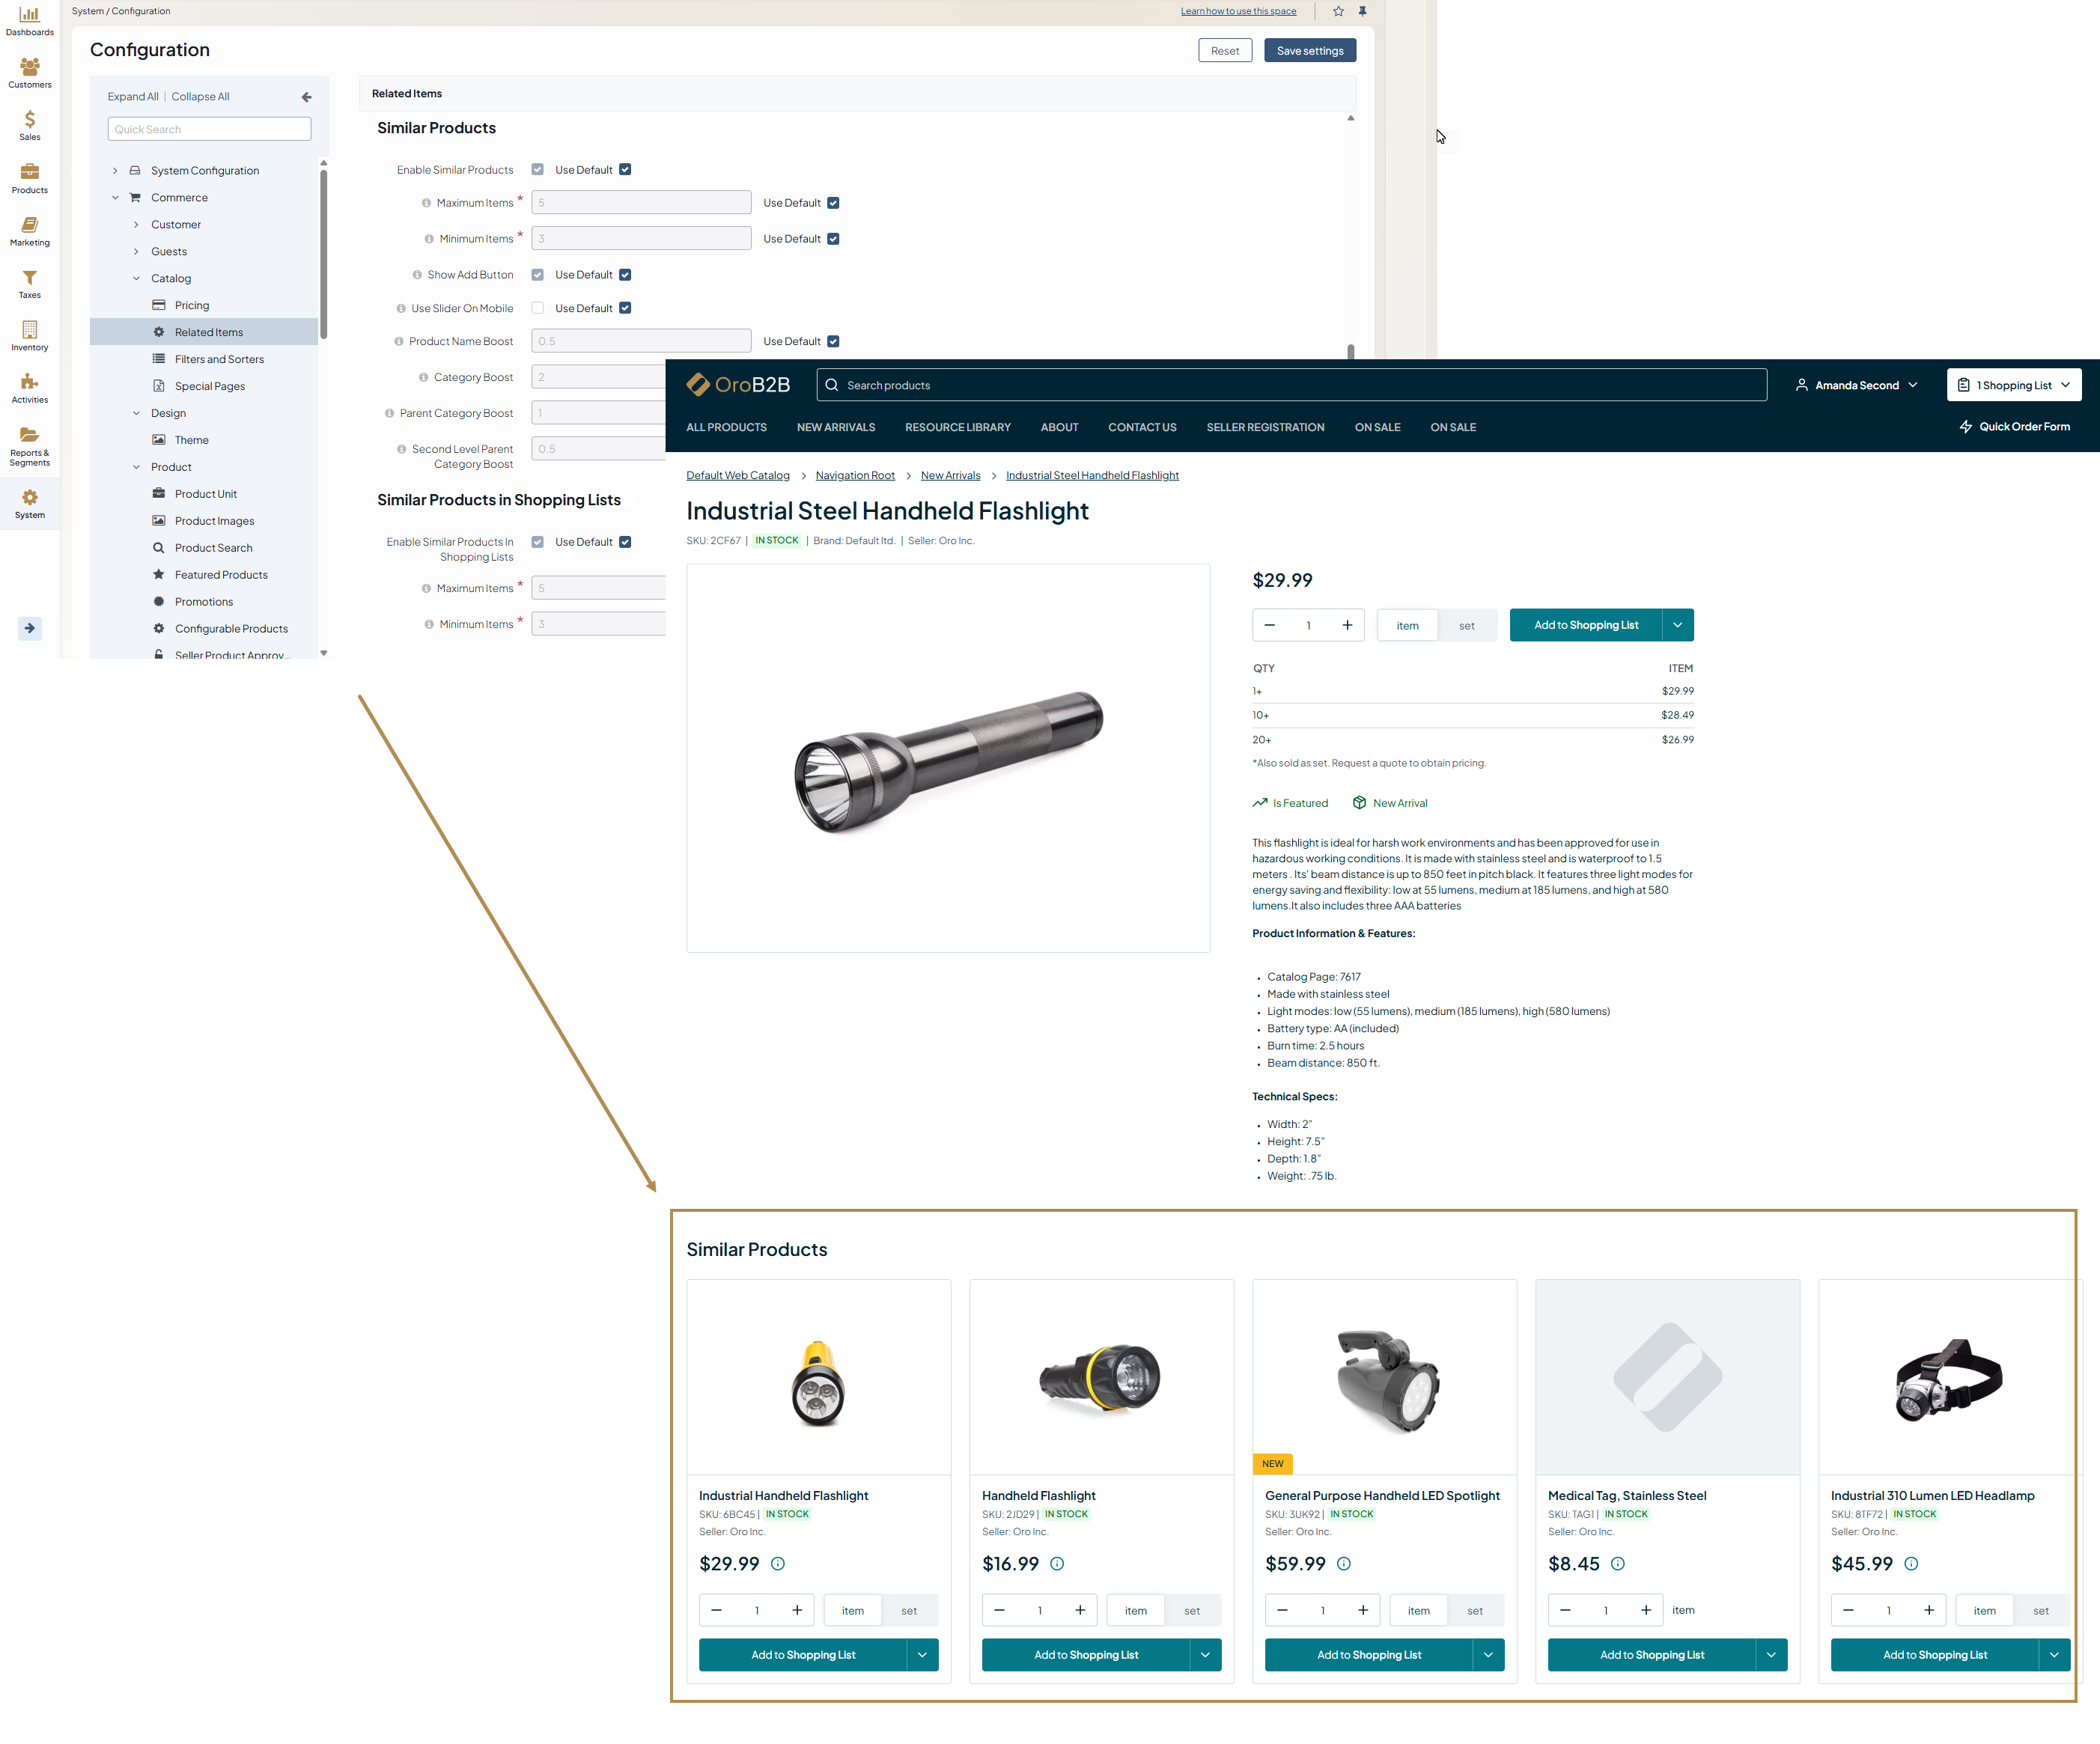 System / Configuration
Learn how to use this space
Dashboards
Customers
Sales
Products
Marketing
Taxes
Inventory
Activities
Reports &
Segments
System
Configuration
Reset
Save settings
Expand All | Collapse All
Quick Search
System Configuration
Commerce
Customer
Guests
Catalog
Pricing
Related Items
Filters and Sorters
Special Pages
Design
Theme
Product
Product Unit
Product Images
Product Search
Featured Products
Promotions
Configurable Products
Seller Product Approv...
Related Items
Similar Products
Enable Similar Products Use Default
Maximum Items * 5 Use Default
Minimum Items * 3 Use Default
Show Add Button Use Default
Use Slider On Mobile Use Default
Product Name Boost 0.5 Use Default
Category Boost 2
Parent Category Boost 1
Second Level Parent 0.5
Category Boost
Similar Products in Shopping Lists
Enable Similar Products In Use Default
Shopping Lists
Maximum Items * 5
Minimum Items * 3
OroB2B
Search products
Amanda Second
1 Shopping List
ALL PRODUCTS NEW ARRIVALS RESOURCE LIBRARY ABOUT CONTACT US SELLER REGISTRATION ON SALE ON SALE
Quick Order Form
Default Web Catalog > Navigation Root > New Arrivals > Industrial Steel Handheld Flashlight
Industrial Steel Handheld Flashlight
SKU: 2CF67 | IN STOCK | Brand: Default ltd. | Seller: Oro Inc.
$29.99
1 item set Add to Shopping List
QTY ITEM
1+ $29.99
10+ $28.49
20+ $26.99
*Also sold as set. Request a quote to obtain pricing.
Is Featured New Arrival
This flashlight is ideal for harsh work environments and has been approved for use in
hazardous working conditions. It is made with stainless steel and is waterproof to 1.5
meters . Its' beam distance is up to 850 feet in pitch black. It features three light modes for
energy saving and flexibility: low at 55 lumens, medium at 185 lumens, and high at 580
lumens.It also includes three AAA batteries
Product Information & Features:
• Catalog Page: 7617
• Made with stainless steel
• Light modes: low (55 lumens), medium (185 lumens), high (580 lumens)
• Battery type: AA (included)
• Burn time: 2.5 hours
• Beam distance: 850 ft.
Technical Specs:
• Width: 2"
• Height: 7.5"
• Depth: 1.8"
• Weight: .75 lb.
Similar Products
Industrial Handheld Flashlight
SKU: 6BC45 | IN STOCK
Seller: Oro Inc.
$29.99
1 item set
Add to Shopping List
Handheld Flashlight
SKU: 2JD29 | IN STOCK
Seller: Oro Inc.
$16.99
1 item set
Add to Shopping List
NEW
General Purpose Handheld LED Spotlight
SKU: 3UK92 | IN STOCK
Seller: Oro Inc.
$59.99
1 item set
Add to Shopping List
Medical Tag, Stainless Steel
SKU: TAG1 | IN STOCK
Seller: Oro Inc.
$8.45
1 item
Add to Shopping List
Industrial 310 Lumen LED Headlamp
SKU: 8TF72 | IN STOCK
Seller: Oro Inc.
$45.99
1 item set
Add to Shopping List